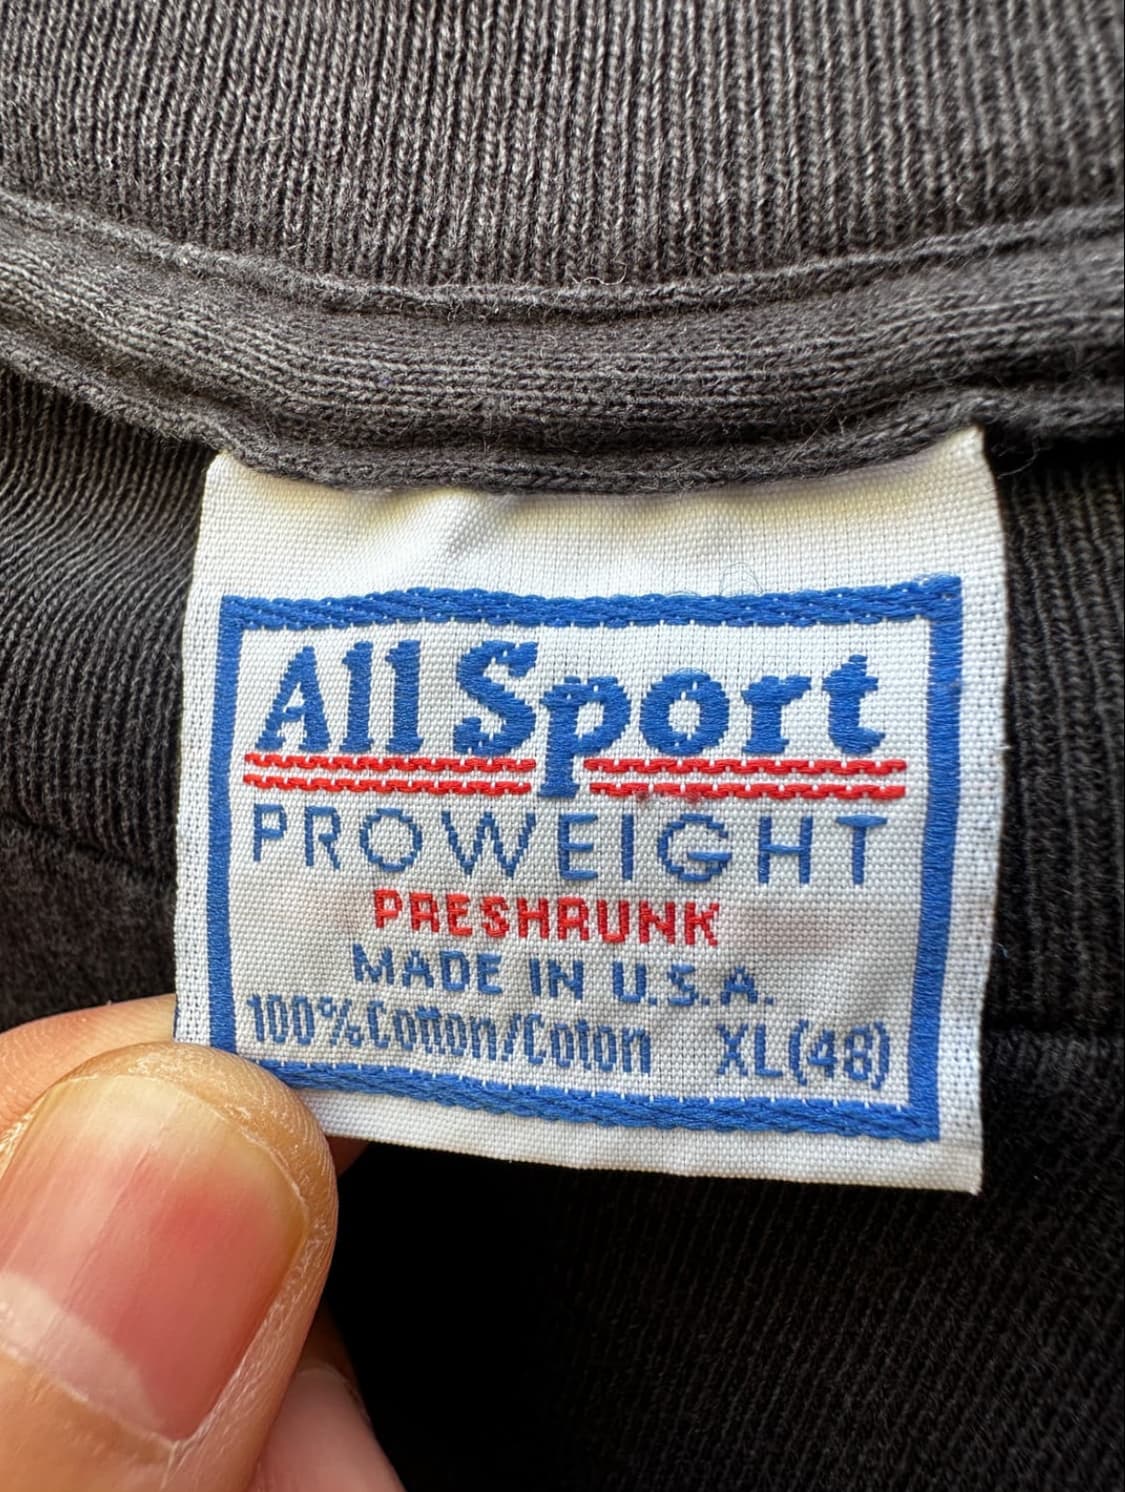 All Sport
PROWEIGHT
PRESHRUNK
MADE IN U.S.A.
100% Cotton/Coton XL(48)